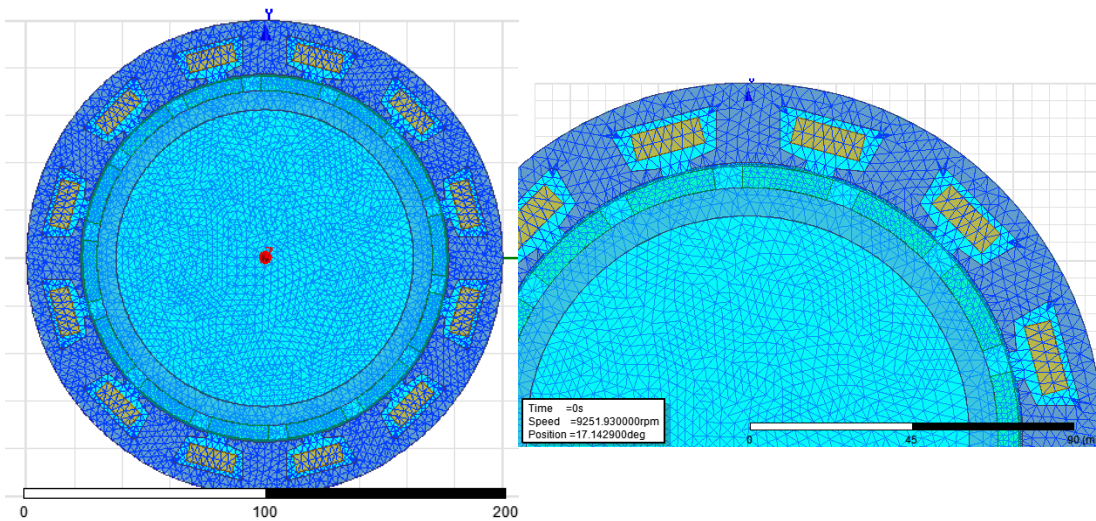 Y
0
100
200
Time =0s
Speed =9251.930000rpm
Position =17.142900deg
0
45
90 (m